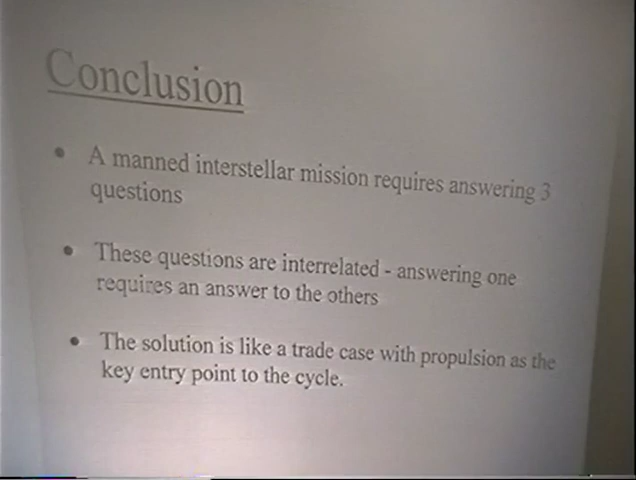 Conclusion
• A manned interstellar mission requires answering 3
questions
• These questions are interrelated - answering one
requires an answer to the others
• The solution is like a trade case with propulsion as the
key entry point to the cycle.